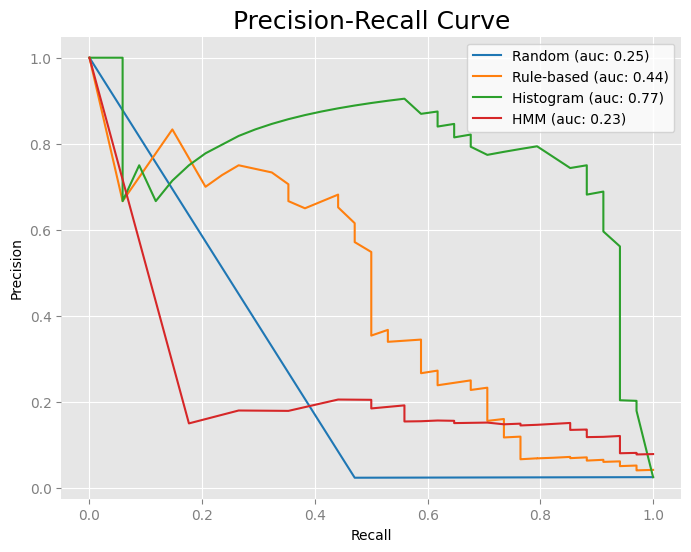 Precision-Recall Curve
Random (auc: 0.25)
Rule-based (auc: 0.44)
Histogram (auc: 0.77)
HMM (auc: 0.23)
Precision
1.0
0.8
0.6
0.4
0.2
0.0
0.0 0.2 0.4 0.6 0.8 1.0
Recall